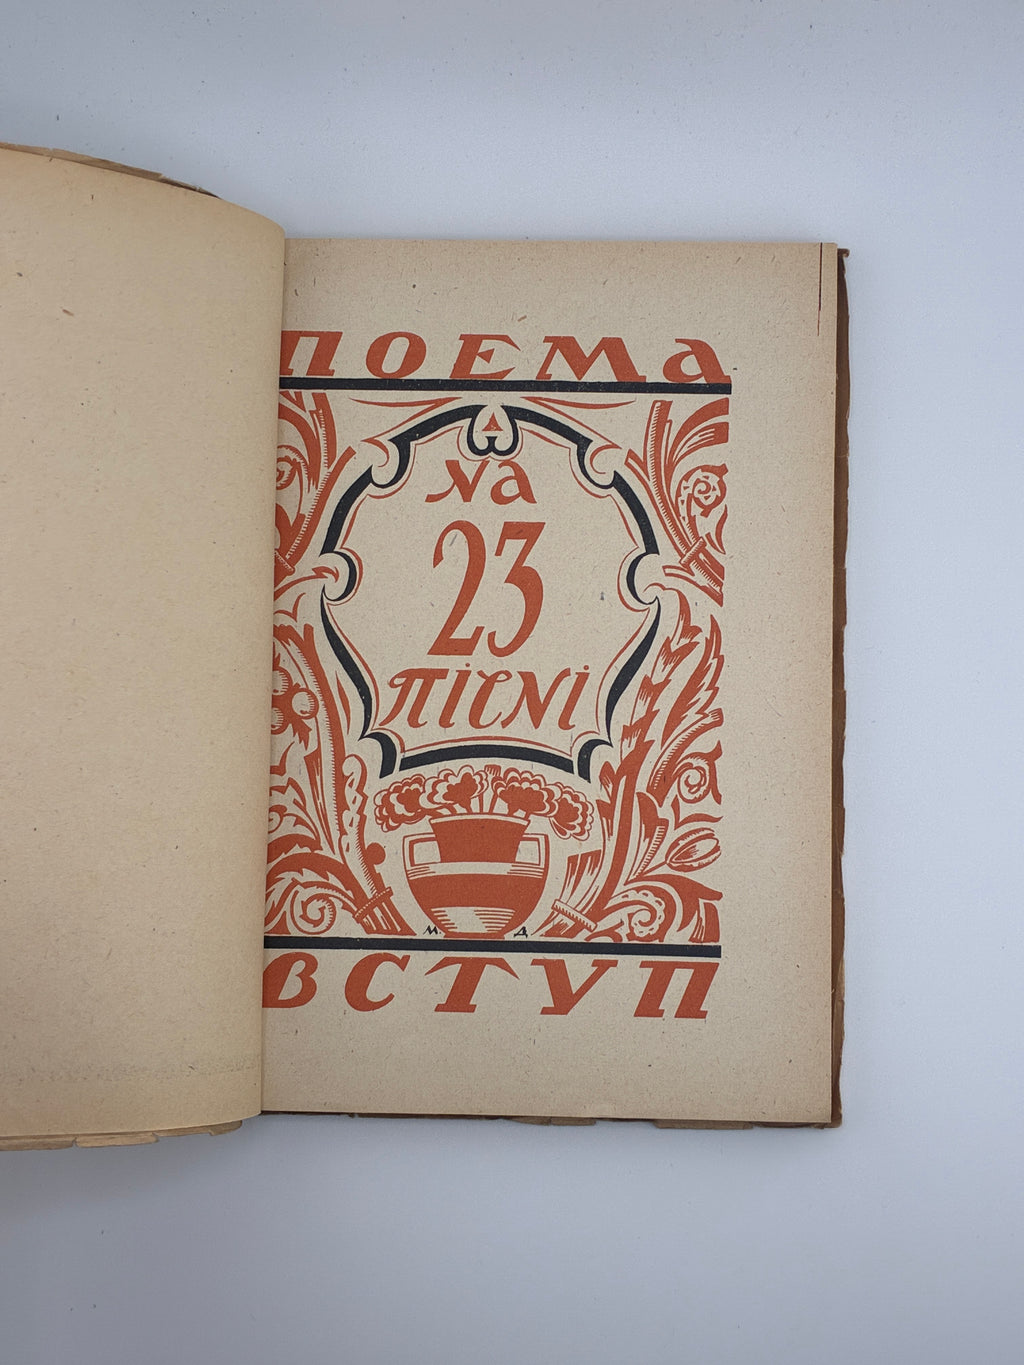 ПОЕМА
на
23
пісні
М Д
ВСТУП